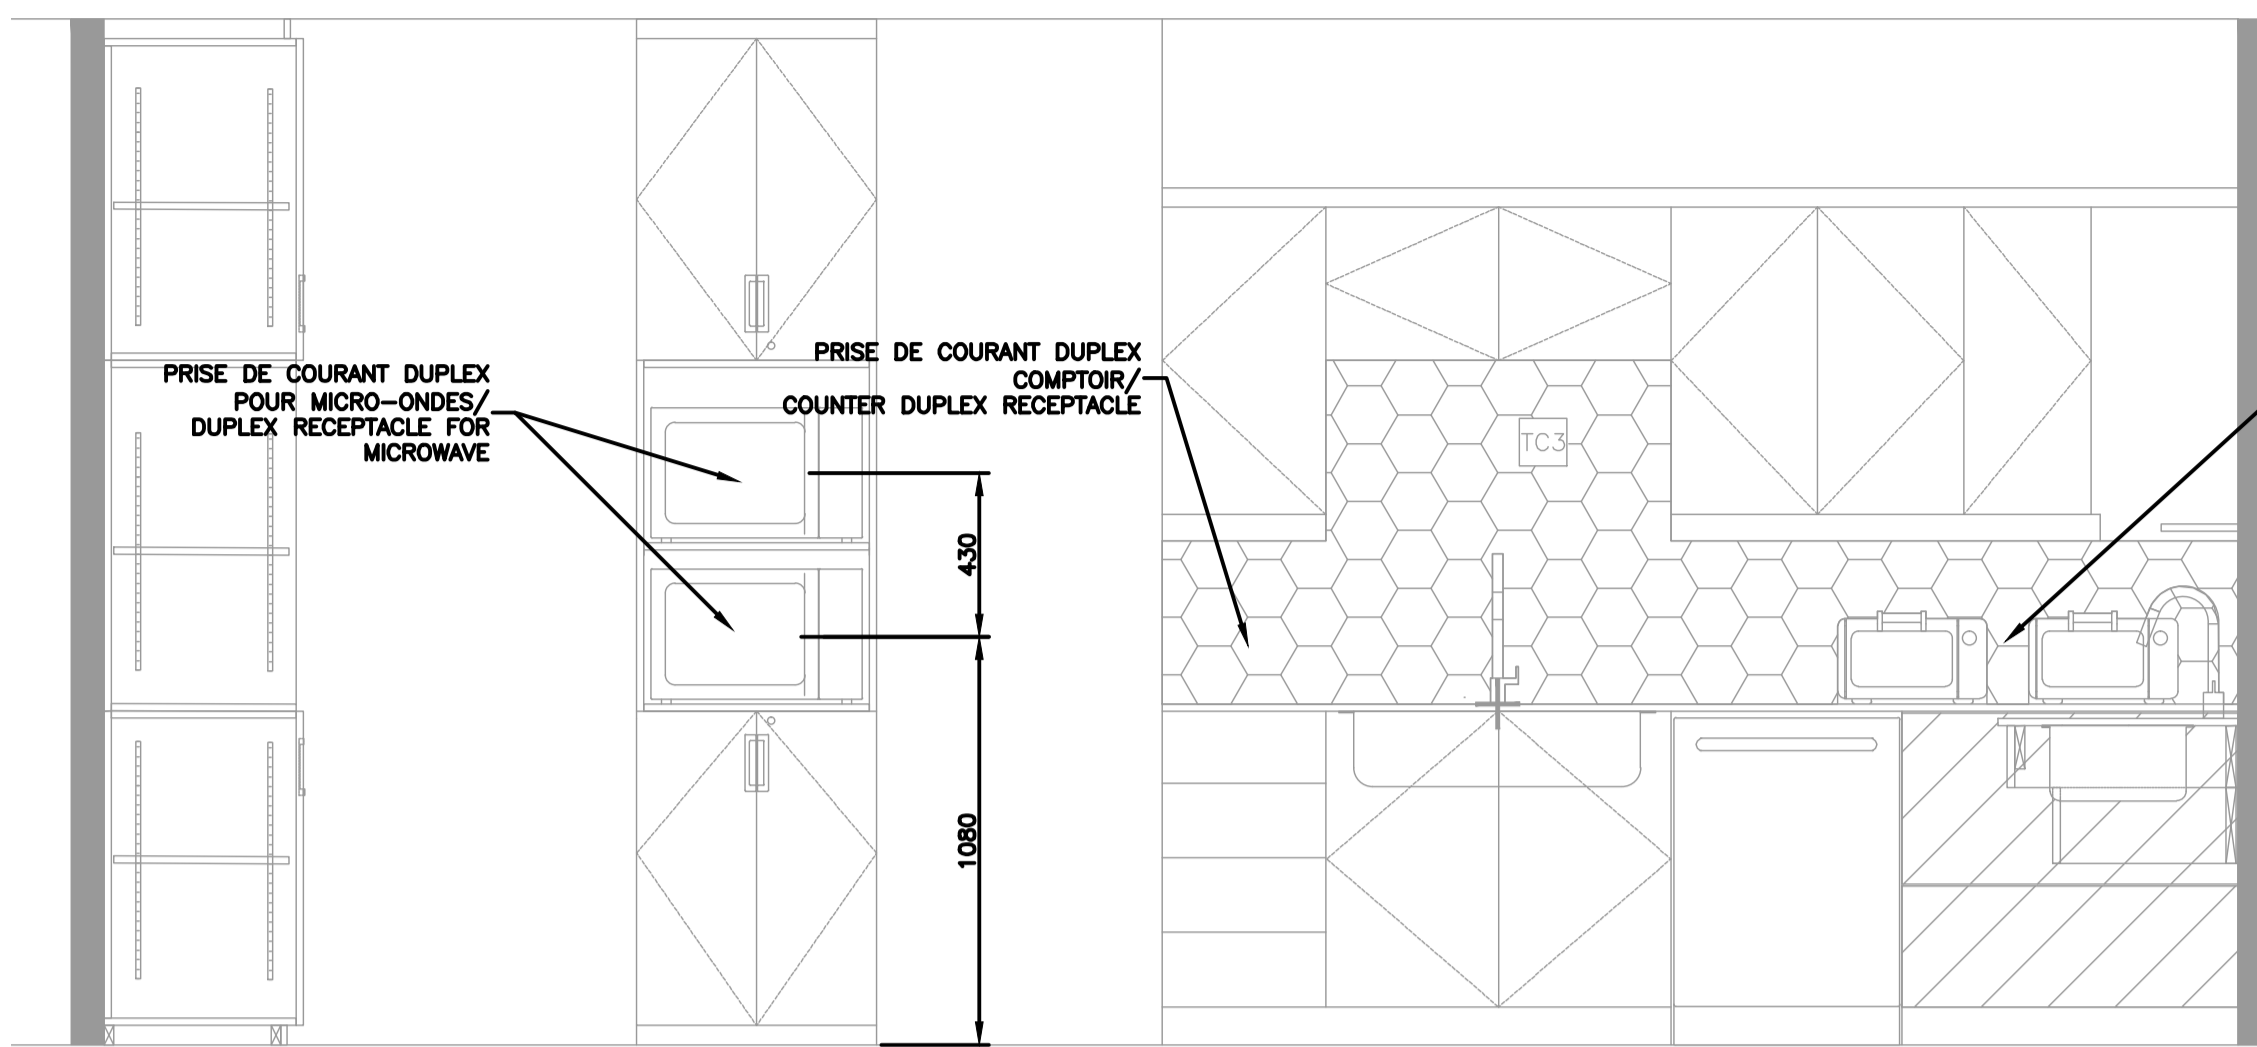 PRISE DE COURANT DUPLEX
POUR MICRO-ONDES/
DUPLEX RECEPTACLE FOR
MICROWAVE
PRISE DE COURANT DUPLEX
COMPTOIR/
COUNTER DUPLEX RECEPTACLE
TC3
430
1080